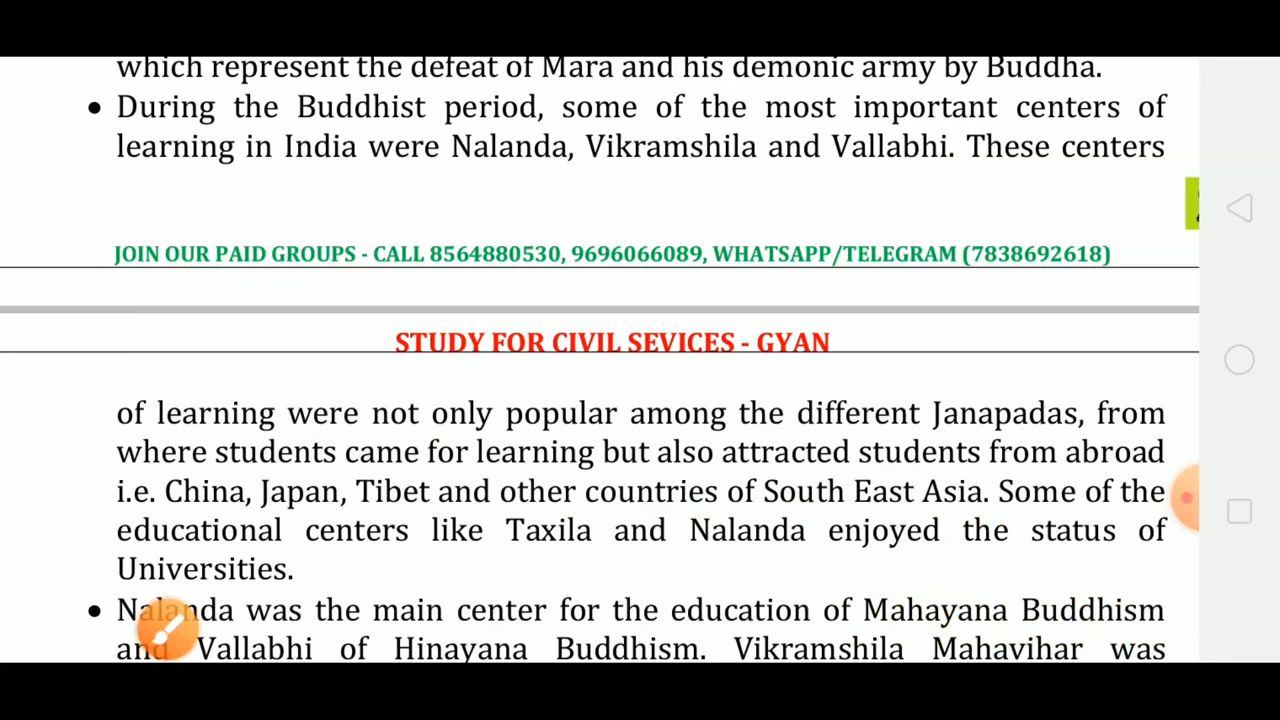 which represent the defeat of Mara and his demonic army by Buddha.
• During the Buddhist period, some of the most important centers of
learning in India were Nalanda, Vikramshila and Vallabhi. These centers
JOIN OUR PAID GROUPS - CALL 8564880530, 9696066089, WHATSAPP/TELEGRAM (7838692618)
STUDY FOR CIVIL SEVICES - GYAN
of learning were not only popular among the different Janapadas, from
where students came for learning but also attracted students from abroad
i.e. China, Japan, Tibet and other countries of South East Asia. Some of the
educational centers like Taxila and Nalanda enjoyed the status of
Universities.
• Nalanda was the main center for the education of Mahayana Buddhism
and Vallabhi of Hinayana Buddhism. Vikramshila Mahavihar was